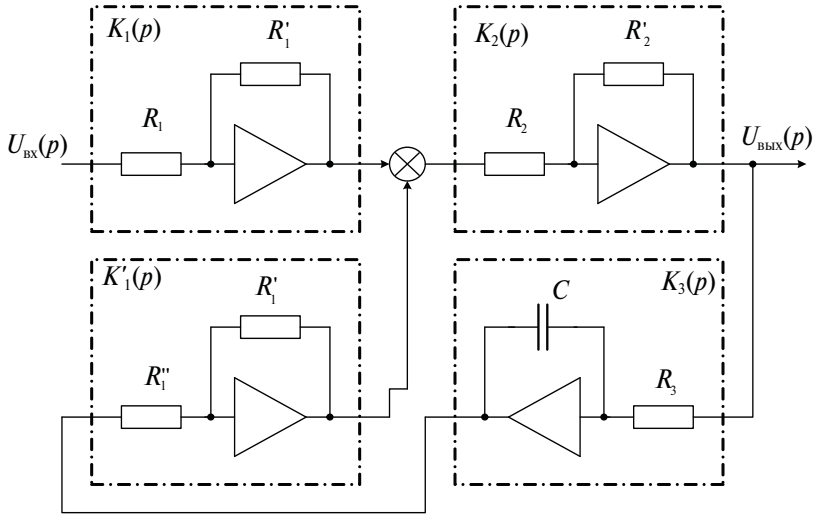 K₁(p)
R'₁
R₁
Uвх(p)
K₂(p)
R'₂
R₂
Uвых(p)
K'₁(p)
R'₁
R''₁
K₃(p)
C
R₃